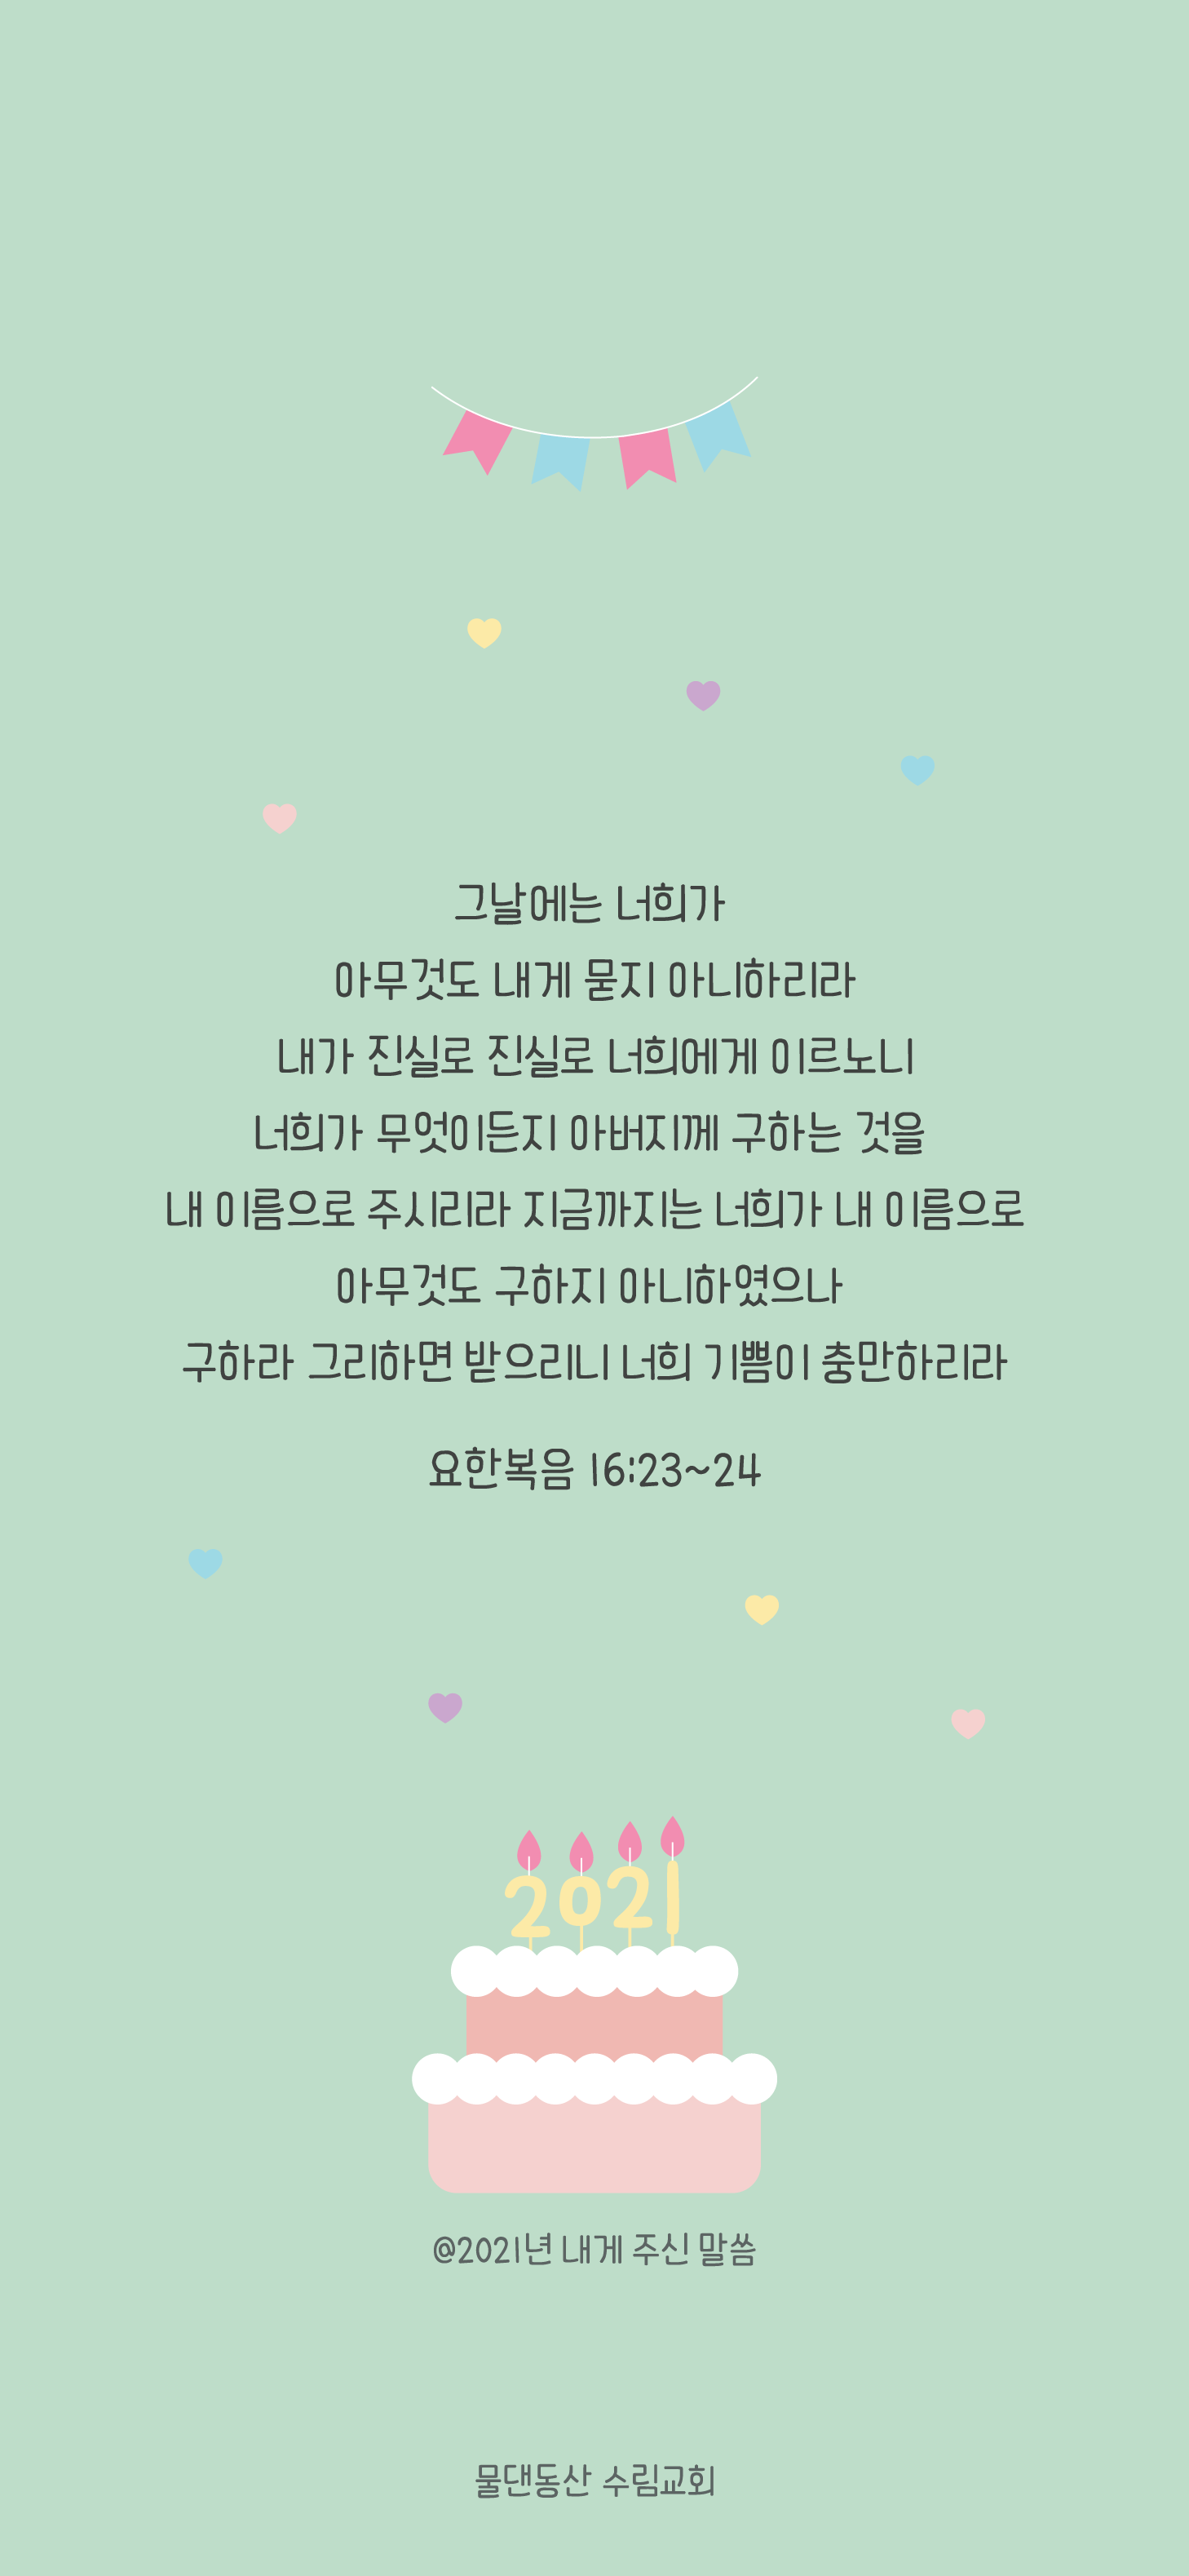 그날에는 너희가
아무것도 내게 묻지 아니하리라
내가 진실로 진실로 너희에게 이르노니
너희가 무엇이든지 아버지께 구하는 것을
내 이름으로 주시리라 지금까지는 너희가 내 이름으로
아무것도 구하지 아니하였으나
구하라 그리하면 받으리니 너희 기쁨이 충만하리라
요한복음 16:23~24
2021
@2021년 내게 주신 말씀
물댄동산 수림교회